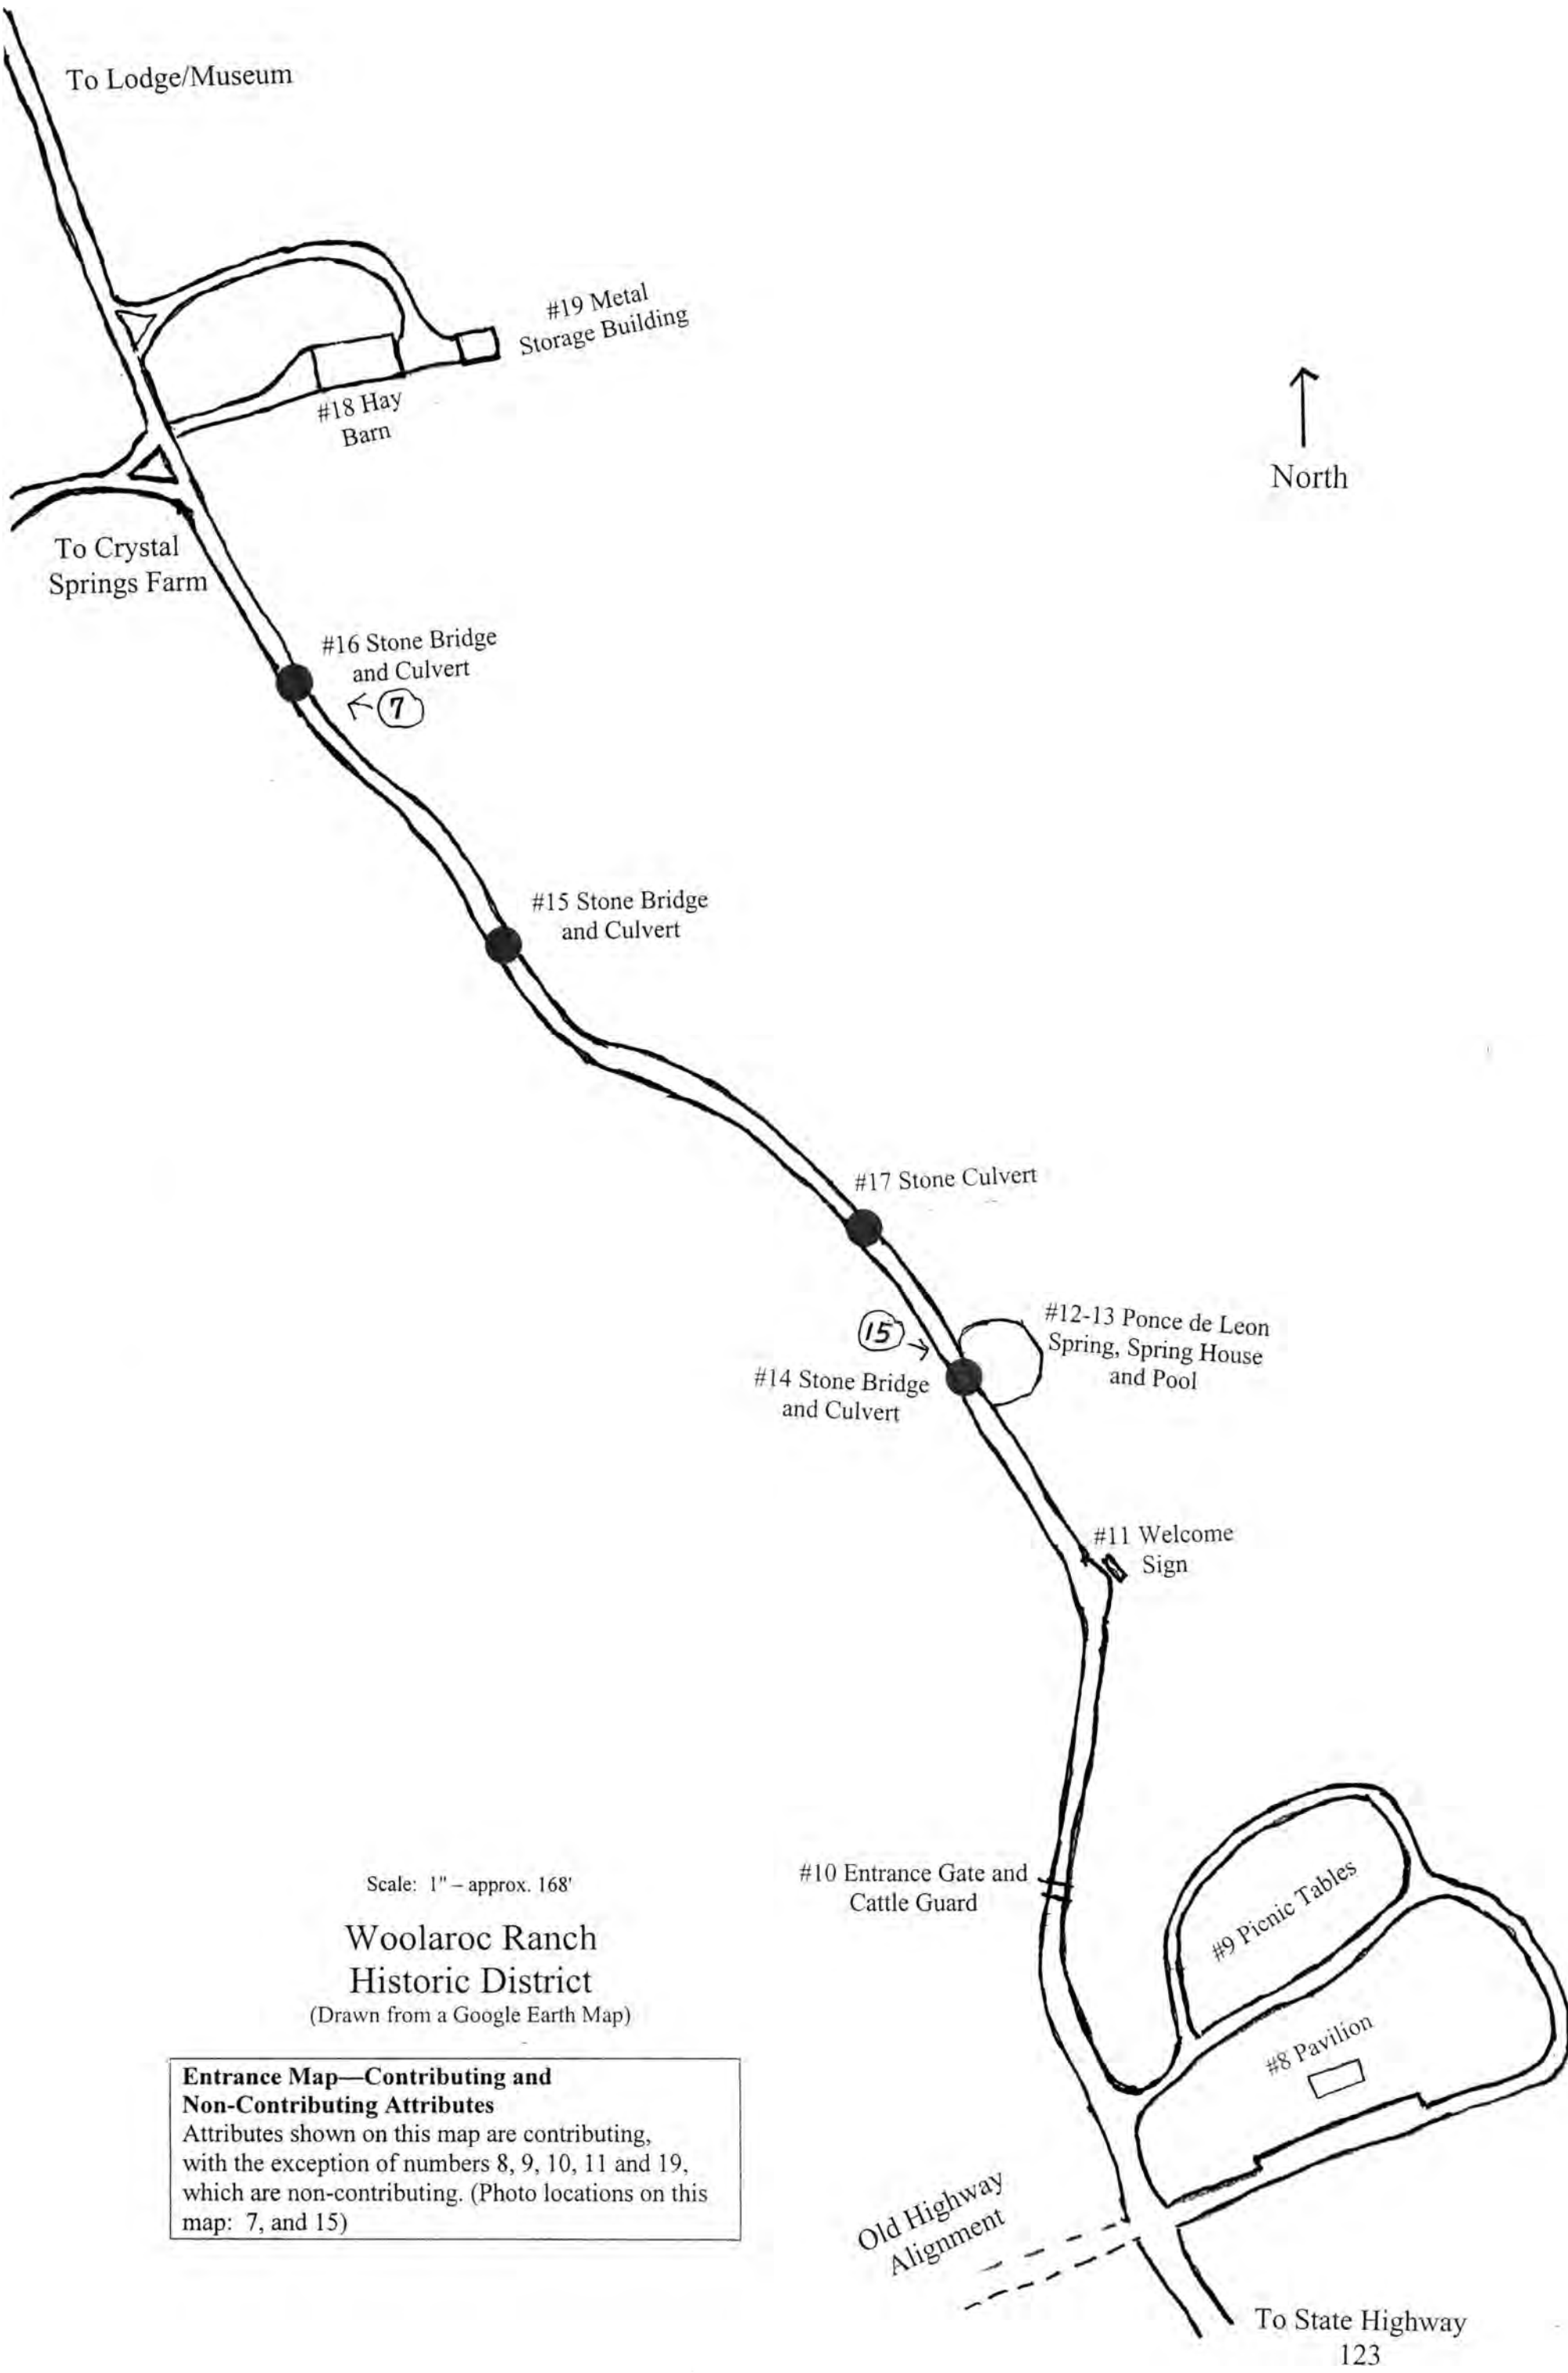 To Lodge/Museum
#19 Metal
Storage Building
#18 Hay
Barn
North
To Crystal
Springs Farm
#16 Stone Bridge
and Culvert
7
#15 Stone Bridge
and Culvert
#17 Stone Culvert
15
#12-13 Ponce de Leon
Spring, Spring House
and Pool
#14 Stone Bridge
and Culvert
#11 Welcome
Sign
#10 Entrance Gate and
Cattle Guard
#9 Picnic Tables
#8 Pavilion
Scale: 1" – approx. 168'
Woolaroc Ranch
Historic District
(Drawn from a Google Earth Map)
Entrance Map—Contributing and
Non-Contributing Attributes
Attributes shown on this map are contributing,
with the exception of numbers 8, 9, 10, 11 and 19,
which are non-contributing. (Photo locations on this
map: 7, and 15)
Old Highway
Alignment
To State Highway
123